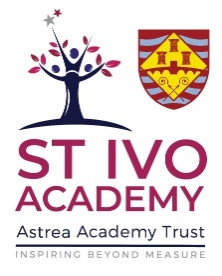 ST IVO
ACADEMY
Astrea Academy Trust
INSPIRING BEYOND MEASURE